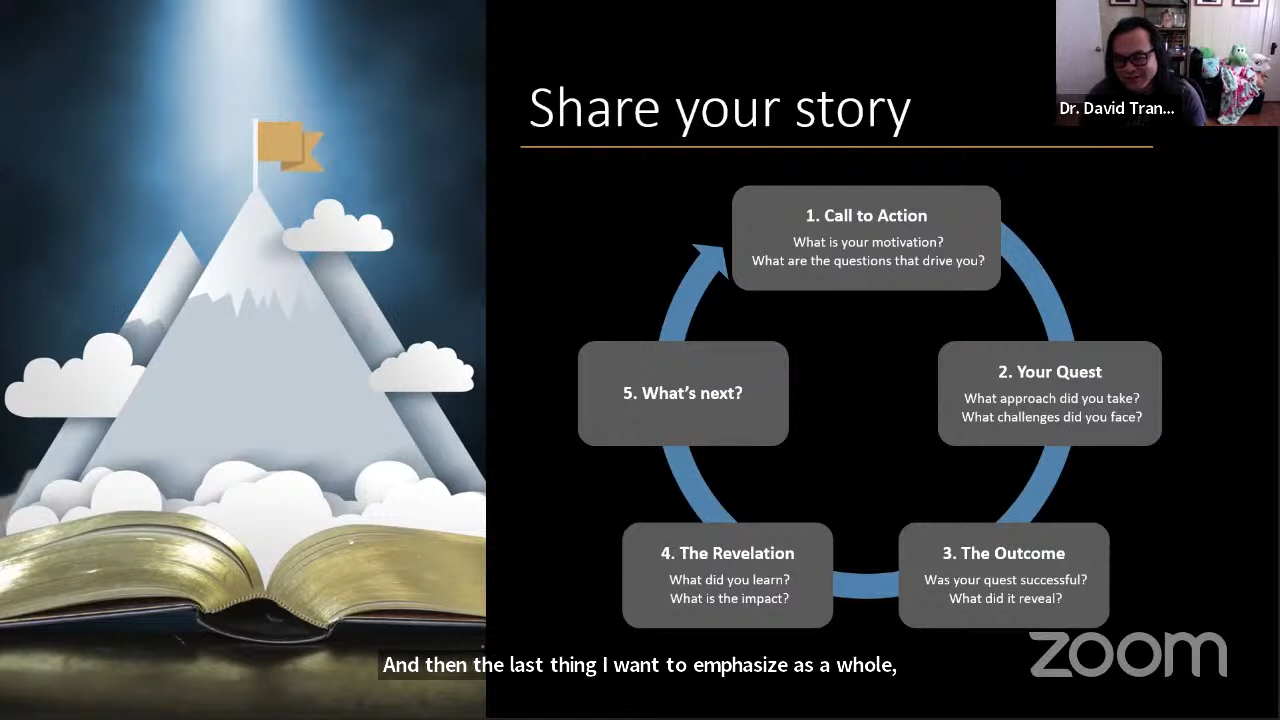 Dr. David Tran...
Share your story
1. Call to Action
What is your motivation?
What are the questions that drive you?
2. Your Quest
What approach did you take?
What challenges did you face?
3. The Outcome
Was your quest successful?
What did it reveal?
4. The Revelation
What did you learn?
What is the impact?
5. What's next?
And then the last thing I want to emphasize as a whole,
zoom